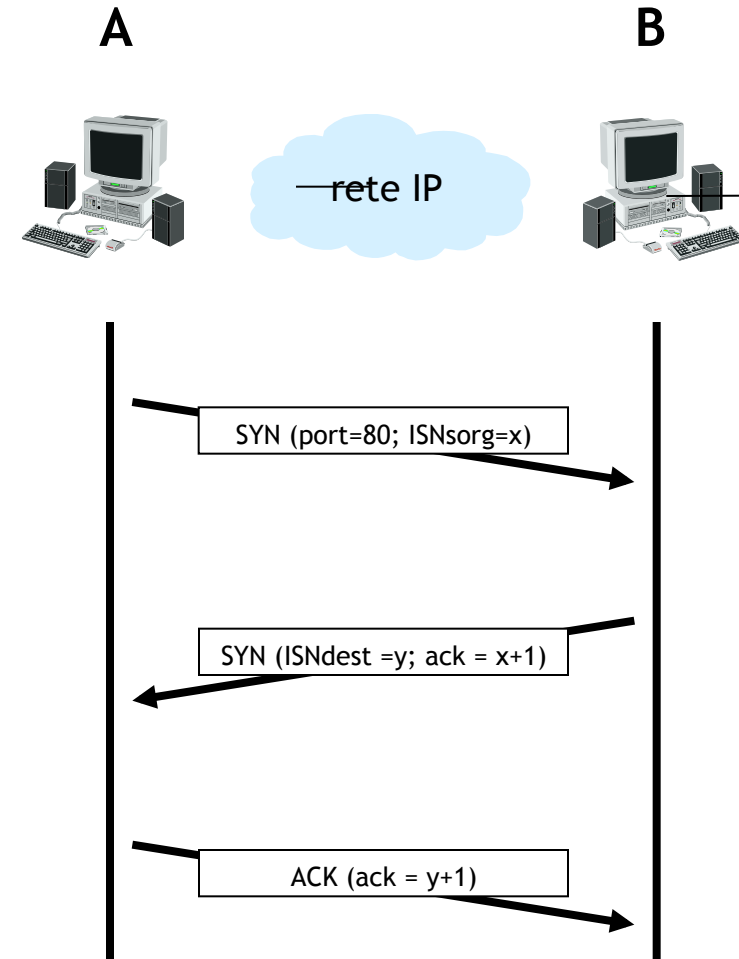 A
B
rete IP
SYN (port=80; ISNsorg=x)
SYN (ISNdest =y; ack = x+1)
ACK (ack = y+1)